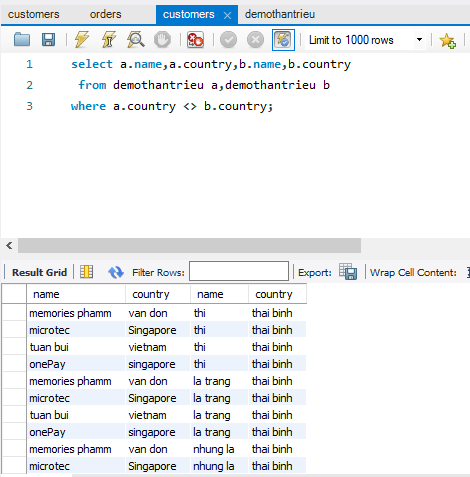 customers orders customers × demothantrieu
Limit to 1000 rows
1 select a.name,a.country,b.name,b.country
2 from demothantrieu a,demothantrieu b
3 where a.country <> b.country;
Result Grid Filter Rows: Export: Wrap Cell Content:
name country name country
memories phamm van don thi thai binh
microtec Singapore thi thai binh
tuan bui vietnam thi thai binh
onePay singapore thi thai binh
memories phamm van don la trang thai binh
microtec Singapore la trang thai binh
tuan bui vietnam la trang thai binh
onePay singapore la trang thai binh
memories phamm van don nhung la thai binh
microtec Singapore nhung la thai binh